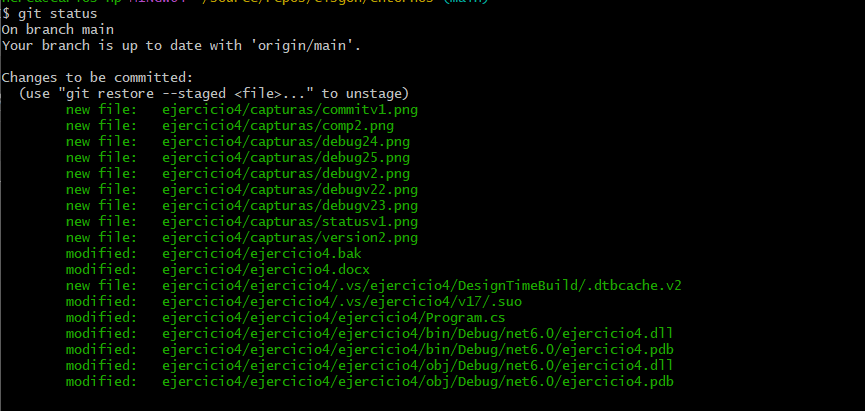 $ git status
On branch main
Your branch is up to date with 'origin/main'.
Changes to be committed:
  (use "git restore --staged <file>..." to unstage)
        new file:   ejercicio4/capturas/commitv1.png
        new file:   ejercicio4/capturas/comp2.png
        new file:   ejercicio4/capturas/debug24.png
        new file:   ejercicio4/capturas/debug25.png
        new file:   ejercicio4/capturas/debugv2.png
        new file:   ejercicio4/capturas/debugv22.png
        new file:   ejercicio4/capturas/debugv23.png
        new file:   ejercicio4/capturas/statusv1.png
        new file:   ejercicio4/capturas/version2.png
        modified:   ejercicio4/ejercicio4.bak
        modified:   ejercicio4/ejercicio4.docx
        new file:   ejercicio4/ejercicio4/.vs/ejercicio4/DesignTimeBuild/.dtbcache.v2
        modified:   ejercicio4/ejercicio4/.vs/ejercicio4/v17/.suo
        modified:   ejercicio4/ejercicio4/ejercicio4/Program.cs
        modified:   ejercicio4/ejercicio4/ejercicio4/bin/Debug/net6.0/ejercicio4.dll
        modified:   ejercicio4/ejercicio4/ejercicio4/bin/Debug/net6.0/ejercicio4.pdb
        modified:   ejercicio4/ejercicio4/ejercicio4/obj/Debug/net6.0/ejercicio4.dll
        modified:   ejercicio4/ejercicio4/ejercicio4/obj/Debug/net6.0/ejercicio4.pdb